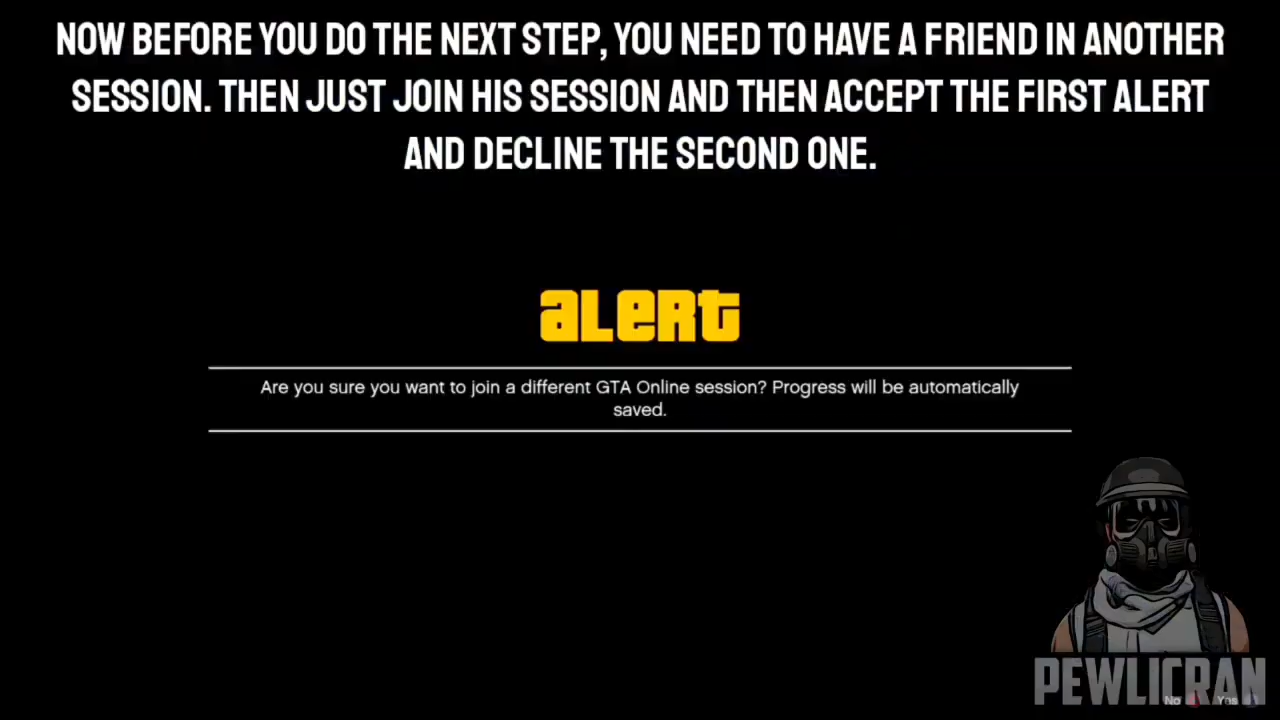 NOW BEFORE YOU DO THE NEXT STEP, YOU NEED TO HAVE A FRIEND IN ANOTHER
SESSION. THEN JUST JOIN HIS SESSION AND THEN ACCEPT THE FIRST ALERT
AND DECLINE THE SECOND ONE.
aLeRt
Are you sure you want to join a different GTA Online session? Progress will be automatically
saved.
PEWLICRAN
No Yes